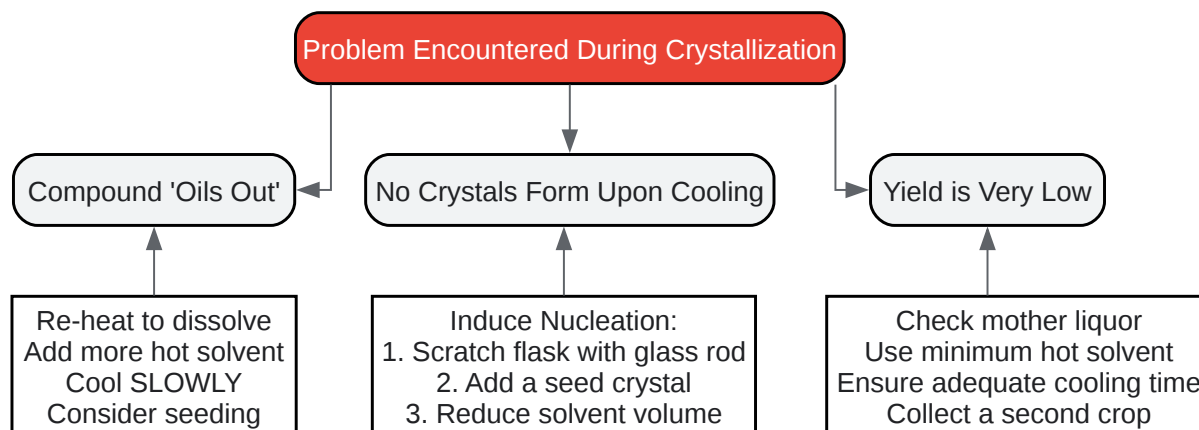 Problem Encountered During Crystallization
Compound 'Oils Out'
No Crystals Form Upon Cooling
Yield is Very Low
Re-heat to dissolve
Add more hot solvent
Cool SLOWLY
Consider seeding
Induce Nucleation:
1. Scratch flask with glass rod
2. Add a seed crystal
3. Reduce solvent volume
Check mother liquor
Use minimum hot solvent
Ensure adequate cooling time
Collect a second crop